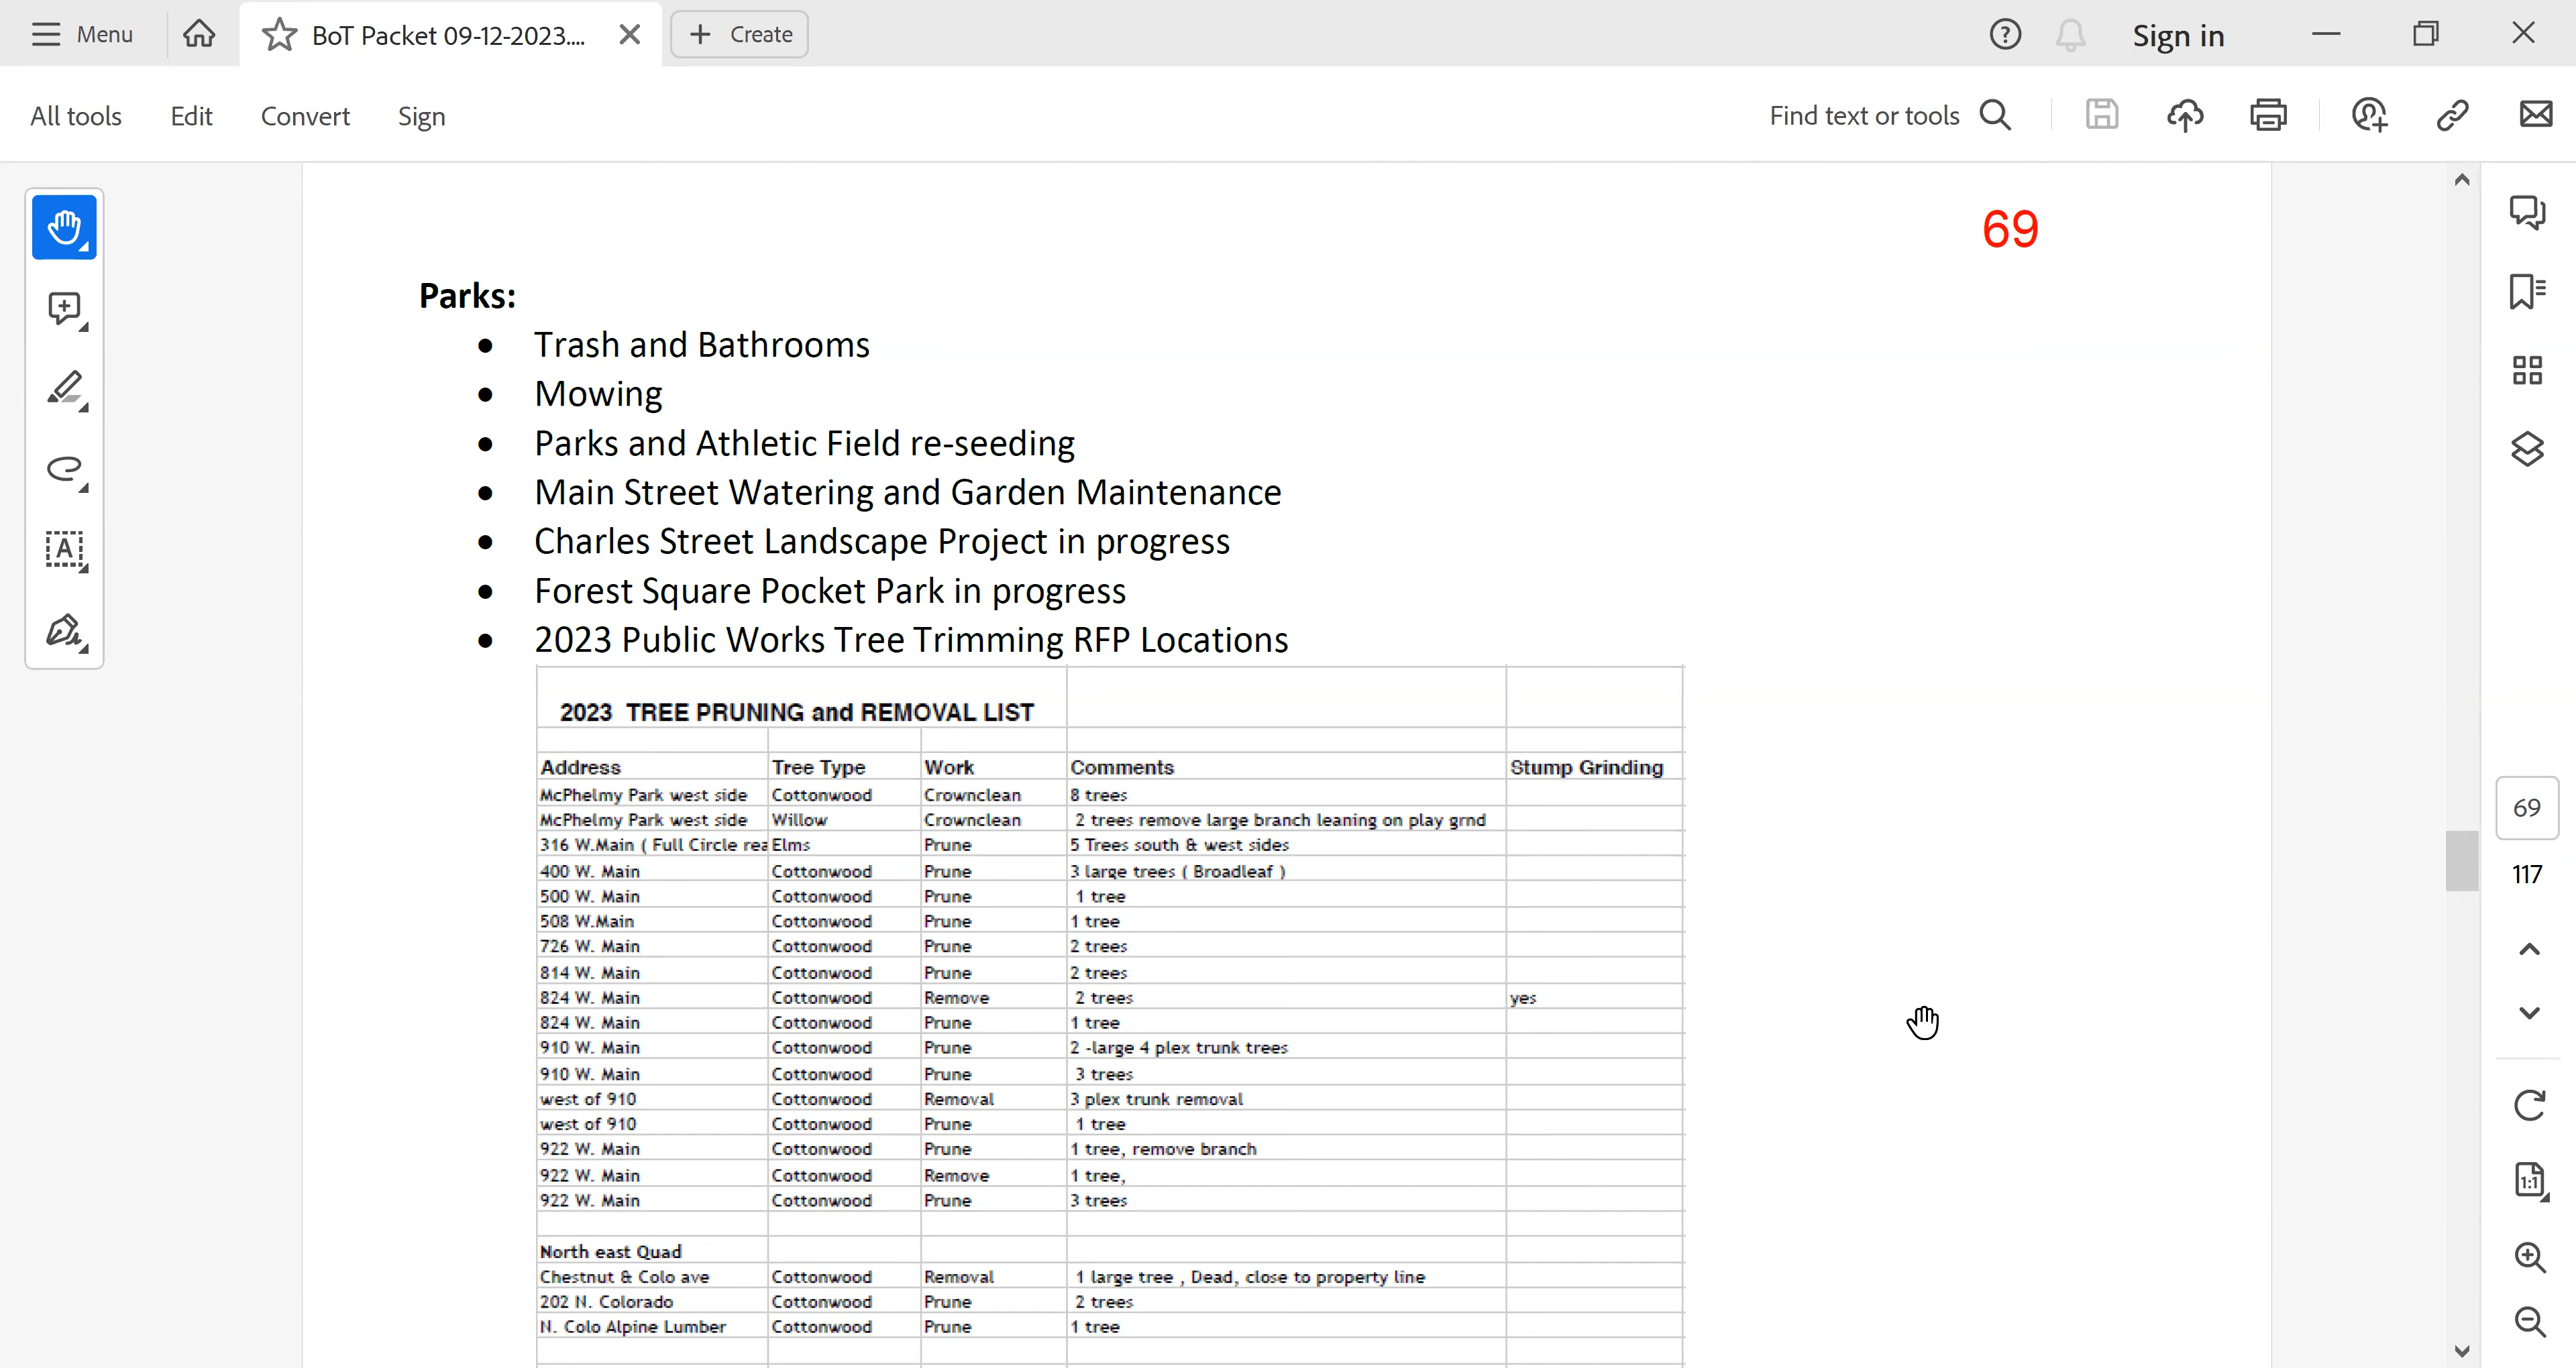 Menu BoT Packet 09-12-2023.... Create Sign in
All tools Edit Convert Sign Find text or tools
69
Parks:
• Trash and Bathrooms
• Mowing
• Parks and Athletic Field re-seeding
• Main Street Watering and Garden Maintenance
• Charles Street Landscape Project in progress
• Forest Square Pocket Park in progress
• 2023 Public Works Tree Trimming RFP Locations
2023 TREE PRUNING and REMOVAL LIST
Address Tree Type Work Comments Stump Grinding
McPhelmy Park west side Cottonwood Crownclean 8 trees
McPhelmy Park west side Willow Crownclean 2 trees remove large branch leaning on play grnd
316 W.Main ( Full Circle rea Elms Prune 5 Trees south & west sides
400 W. Main Cottonwood Prune 3 large trees ( Broadleaf )
500 W. Main Cottonwood Prune 1 tree
508 W.Main Cottonwood Prune 1 tree
726 W. Main Cottonwood Prune 2 trees
814 W. Main Cottonwood Prune 2 trees
824 W. Main Cottonwood Remove 2 trees yes
824 W. Main Cottonwood Prune 1 tree
910 W. Main Cottonwood Prune 2 -large 4 plex trunk trees
910 W. Main Cottonwood Prune 3 trees
west of 910 Cottonwood Removal 3 plex trunk removal
west of 910 Cottonwood Prune 1 tree
922 W. Main Cottonwood Prune 1 tree, remove branch
922 W. Main Cottonwood Remove 1 tree,
922 W. Main Cottonwood Prune 3 trees
North east Quad
Chestnut & Colo ave Cottonwood Removal 1 large tree , Dead, close to property line
202 N. Colorado Cottonwood Prune 2 trees
N. Colo Alpine Lumber Cottonwood Prune 1 tree
69
117
1:1